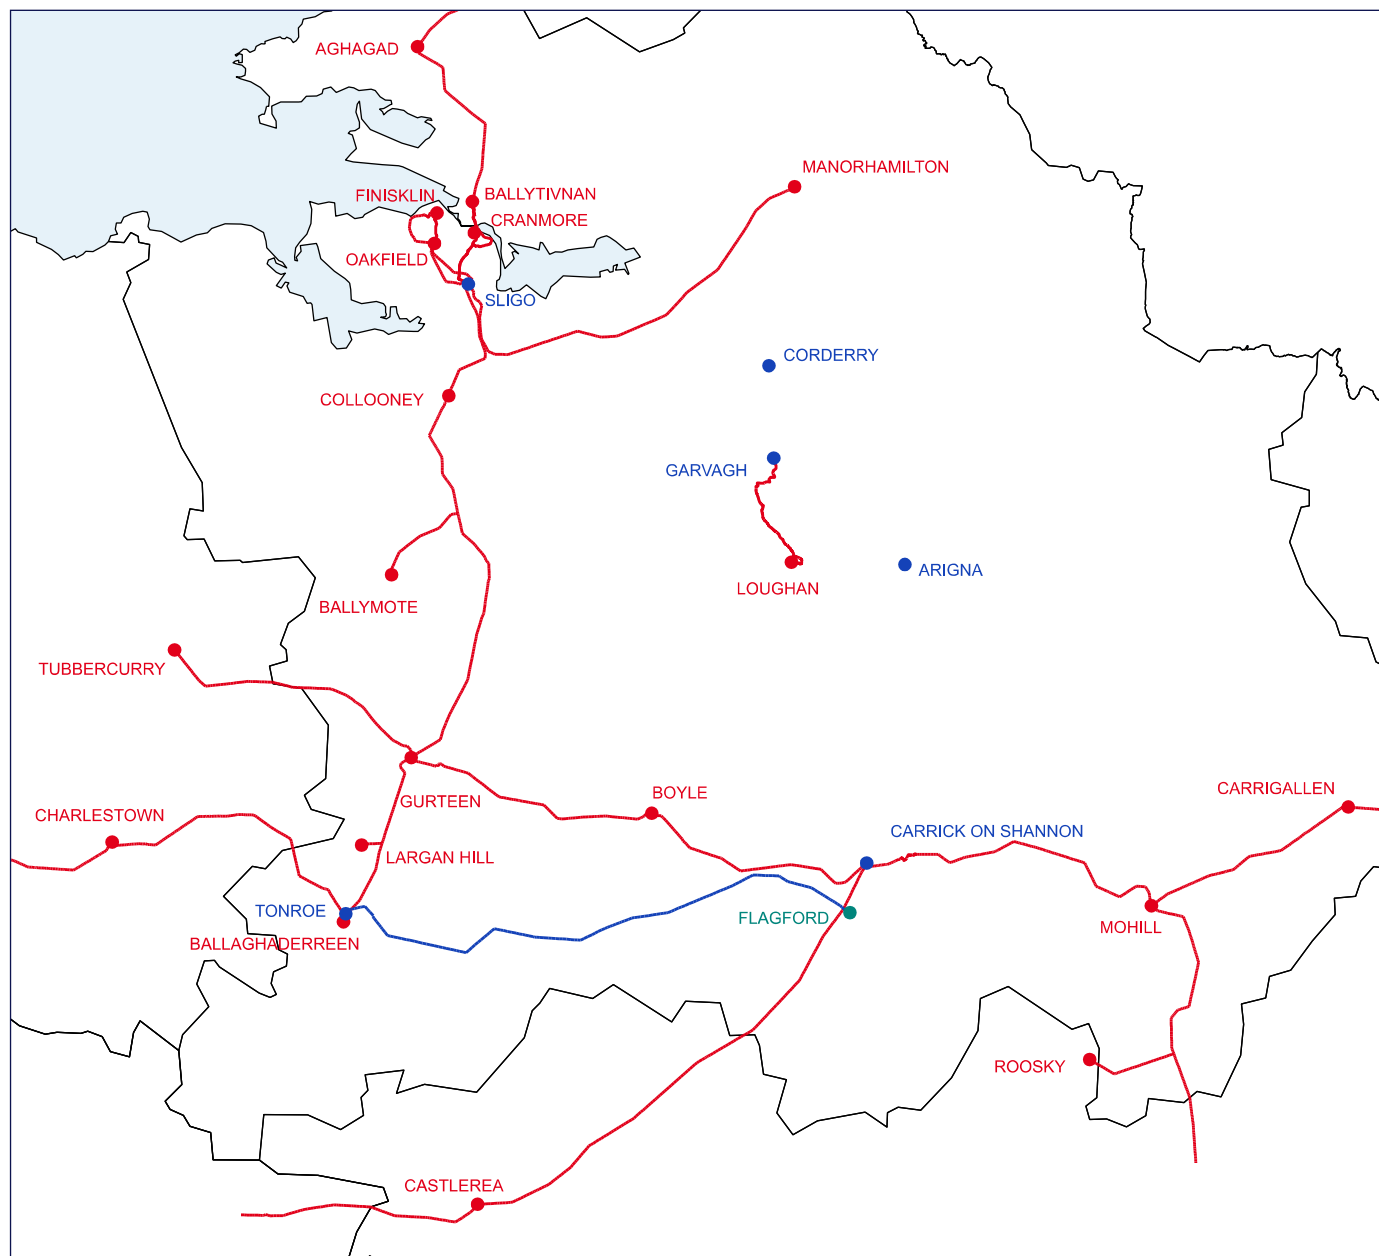 AGHAGAD
MANORHAMILTON
FINISKLIN
BALLYTIVNAN
CRANMORE
OAKFIELD
SLIGO
CORDERRY
COLLOONEY
GARVAGH
ARIGNA
LOUGHAN
BALLYMOTE
TUBBERCURRY
CARRIGALLEN
BOYLE
GURTEEN
CHARLESTOWN
CARRICK ON SHANNON
LARGAN HILL
TONROE
FLAGFORD
MOHILL
BALLAGHADERREEN
ROOSKY
CASTLEREA